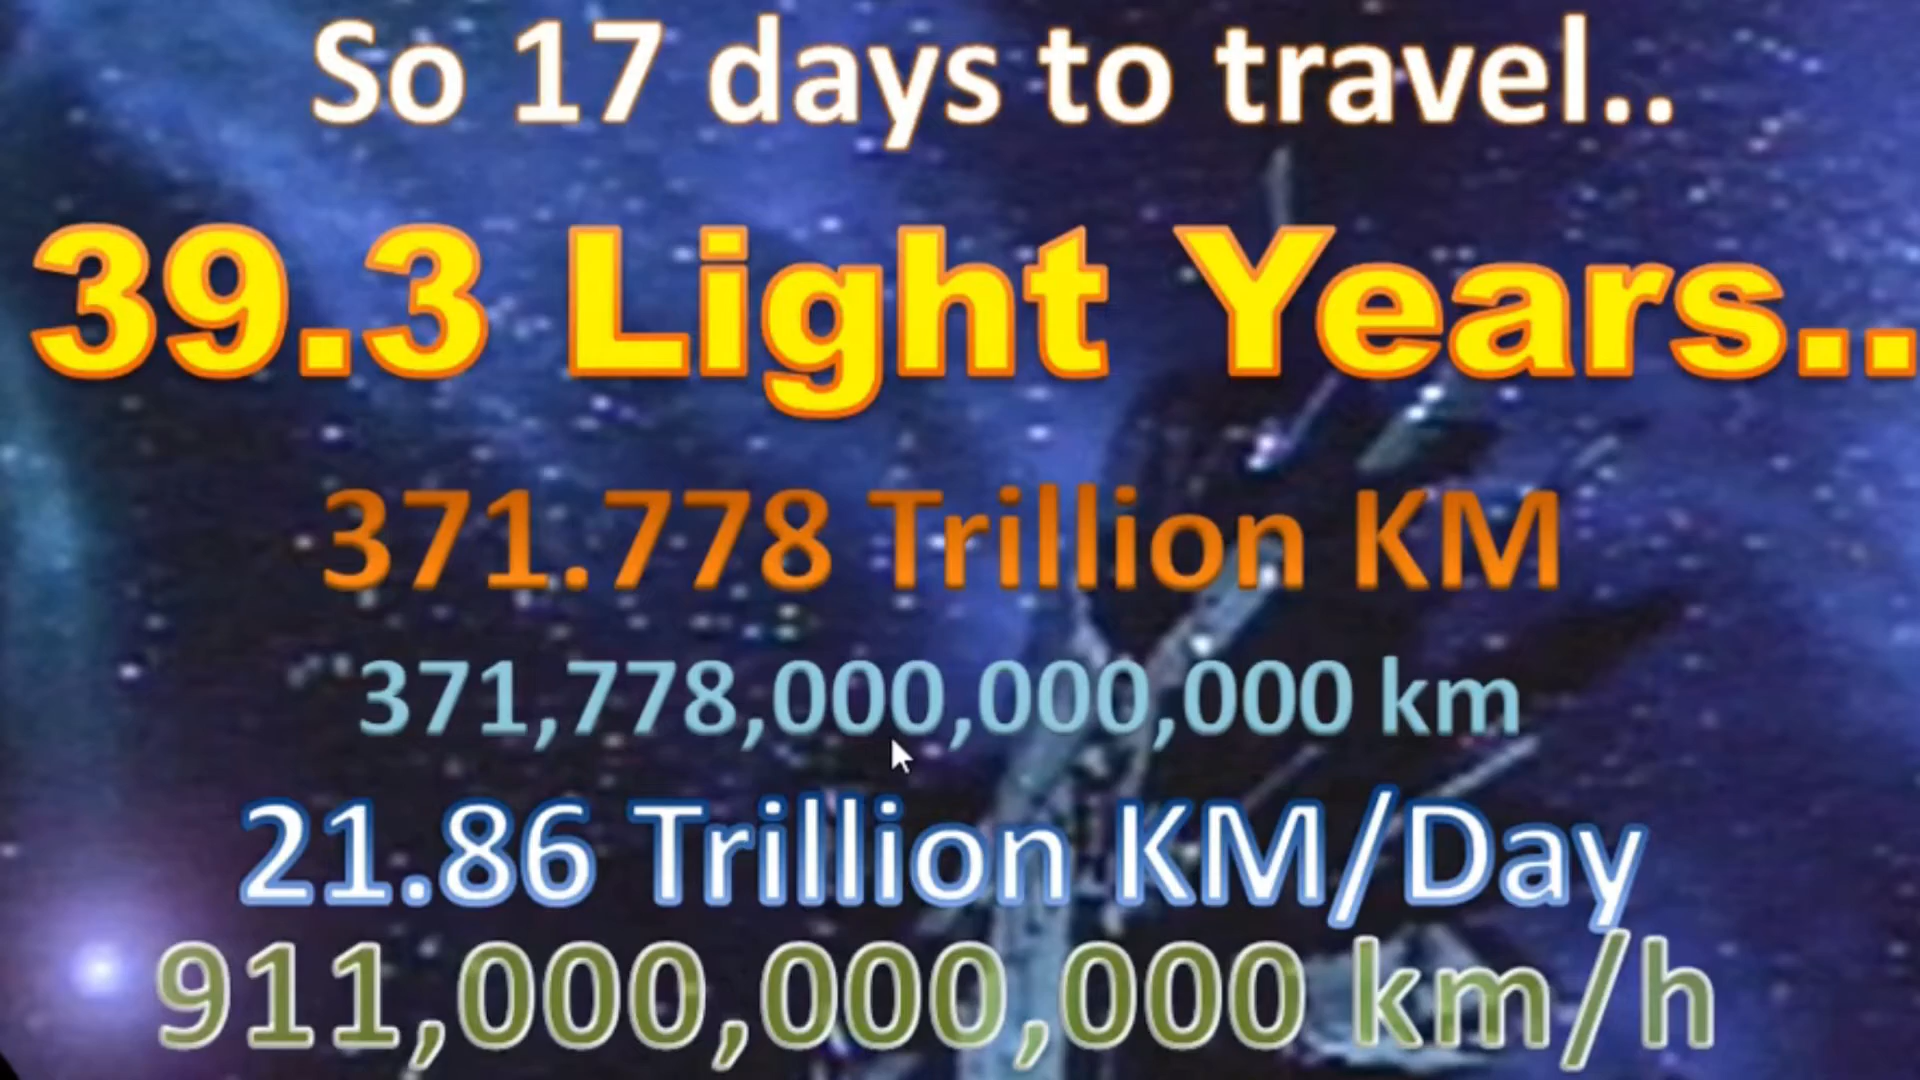 So 17 days to travel..
39.3 Light Years..
371.778 Trillion KM
371,778,000,000,000 km
21.86 Trillion KM/Day
911,000,000,000 km/h